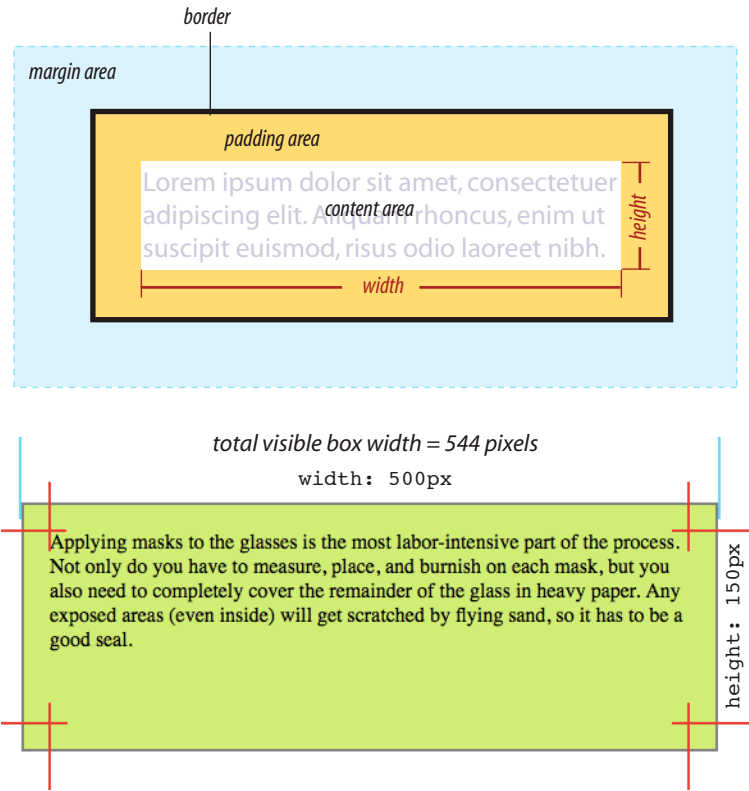 border
margin area
padding area
Lorem ipsum dolor sit amet, consectetuer
adipiscing elit. Aliquam rhoncus, enim ut
suscipit euismod, risus odio laoreet nibh.
content area
height
width
total visible box width = 544 pixels
width: 500px
Applying masks to the glasses is the most labor-intensive part of the process.
Not only do you have to measure, place, and burnish on each mask, but you
also need to completely cover the remainder of the glass in heavy paper. Any
exposed areas (even inside) will get scratched by flying sand, so it has to be a
good seal.
height: 150px